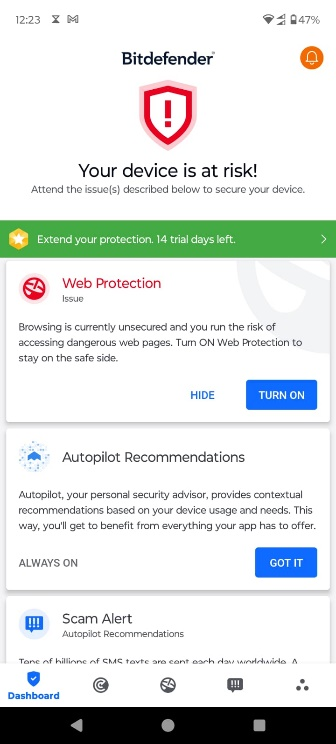 12:23
47%
Bitdefender
Your device is at risk!
Attend the issue(s) described below to secure your device.
Extend your protection. 14 trial days left.
Web Protection
Issue
Browsing is currently unsecured and you run the risk of
accessing dangerous web pages. Turn ON Web Protection to
stay on the safe side.
HIDE
TURN ON
Autopilot Recommendations
Autopilot, your personal security advisor, provides contextual
recommendations based on your device usage and needs. This
way, you'll get to benefit from everything your app has to offer.
ALWAYS ON
GOT IT
Scam Alert
Autopilot Recommendations
Tens of billions of SMS texts are sent each day worldwide. A
Dashboard